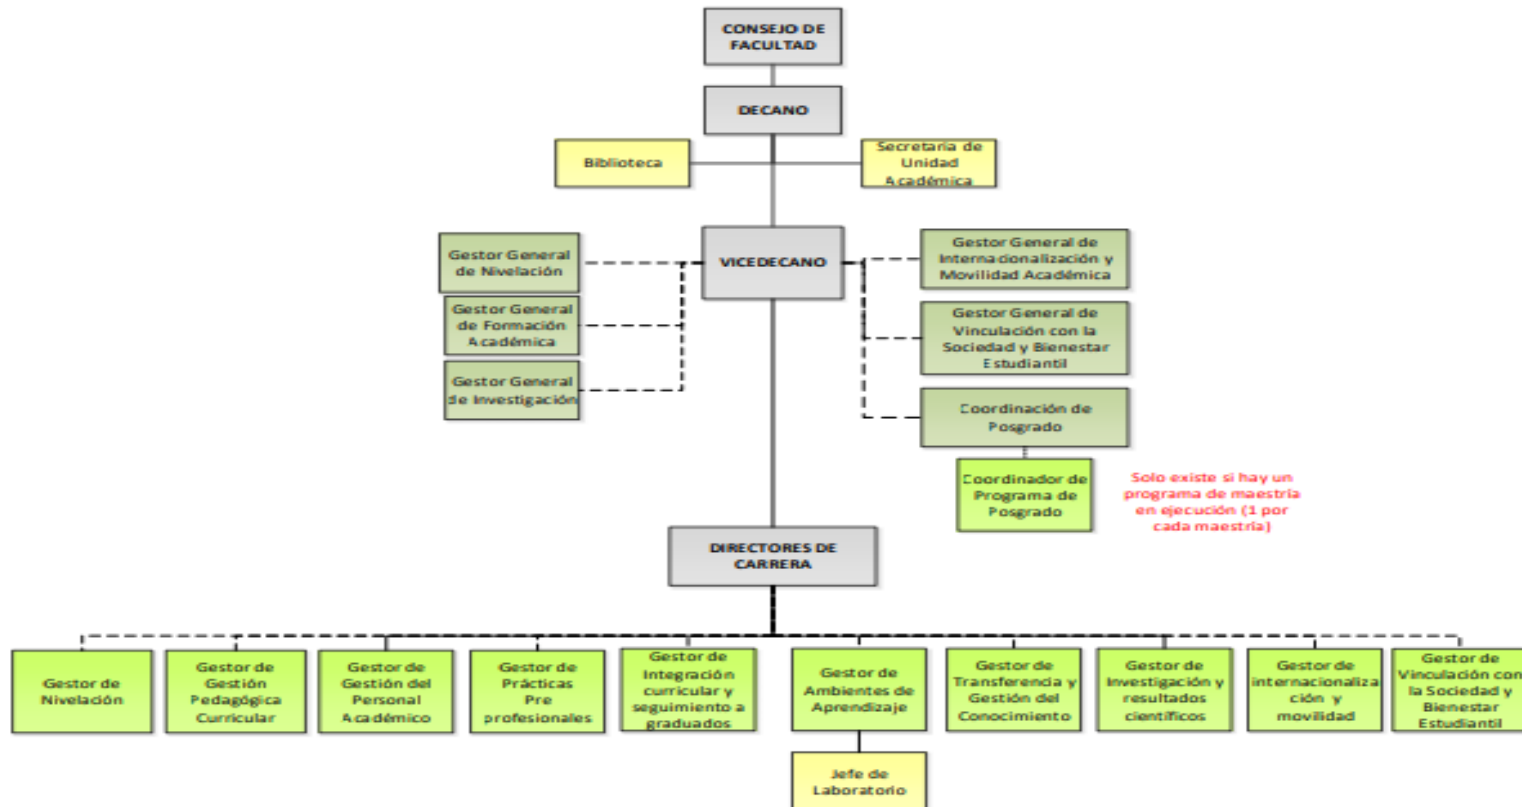 CONSEJO DE
FACULTAD
DECANO
Biblioteca
Secretaría de
Unidad
Académica
VICEDECANO
Gestor General
de Nivelación
Gestor General
de Formación
Académica
Gestor General
de Investigación
Gestor General de
Internacionalización y
Movilidad Académica
Gestor General de
Vinculación con la
Sociedad y Bienestar
Estudiantil
Coordinación de
Posgrado
Coordinador de
Programa de
Posgrado
Solo existe si hay un
programa de maestría
en ejecución (1 por
cada maestría)
DIRECTORES DE
CARRERA
Gestor de
Nivelación
Gestor de
Gestión
Pedagógica
Curricular
Gestor de
Gestión del
Personal
Académico
Gestor de
Prácticas
Pre
profesionales
Gestor de
Integración
curricular y
seguimiento a
graduados
Gestor de
Ambientes de
Aprendizaje
Gestor de
Transferencia y
Gestión del
Conocimiento
Gestor de
Investigación y
resultados
científicos
Gestor de
internacionaliza
ción y
movilidad
Gestor de
Vinculación con
la Sociedad y
Bienestar
Estudiantil
Jefe de
Laboratorio